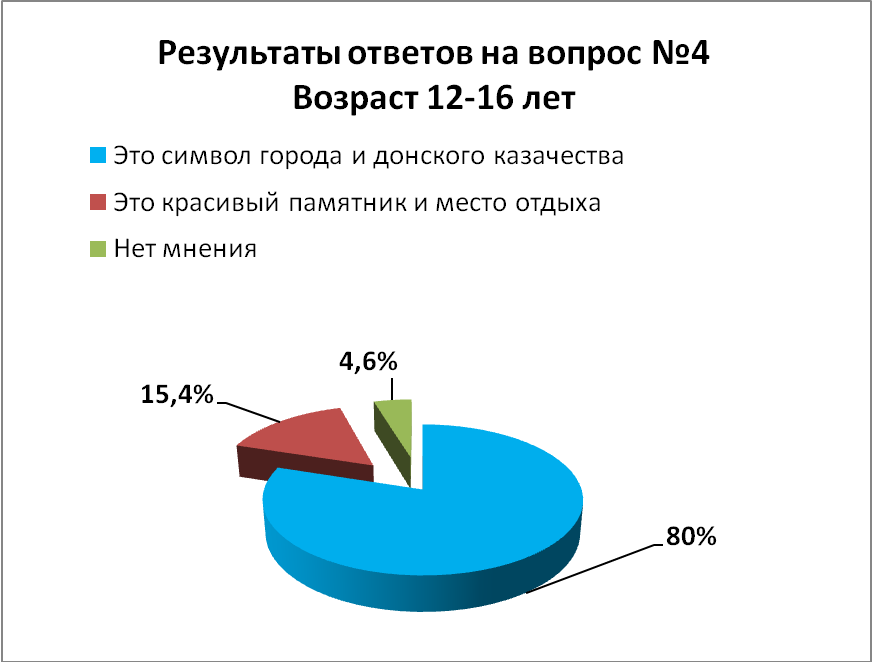 Результаты ответов на вопрос №4
Возраст 12-16 лет
Это символ города и донского казачества
Это красивый памятник и место отдыха
Нет мнения
4,6%
15,4%
80%